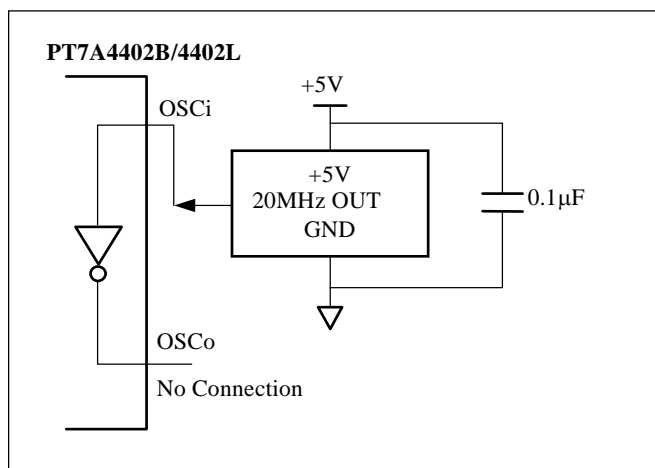 PT7A4402B/4402L
+5V
OSCi
+5V
20MHz OUT
GND
0.1µF
OSCo
No Connection